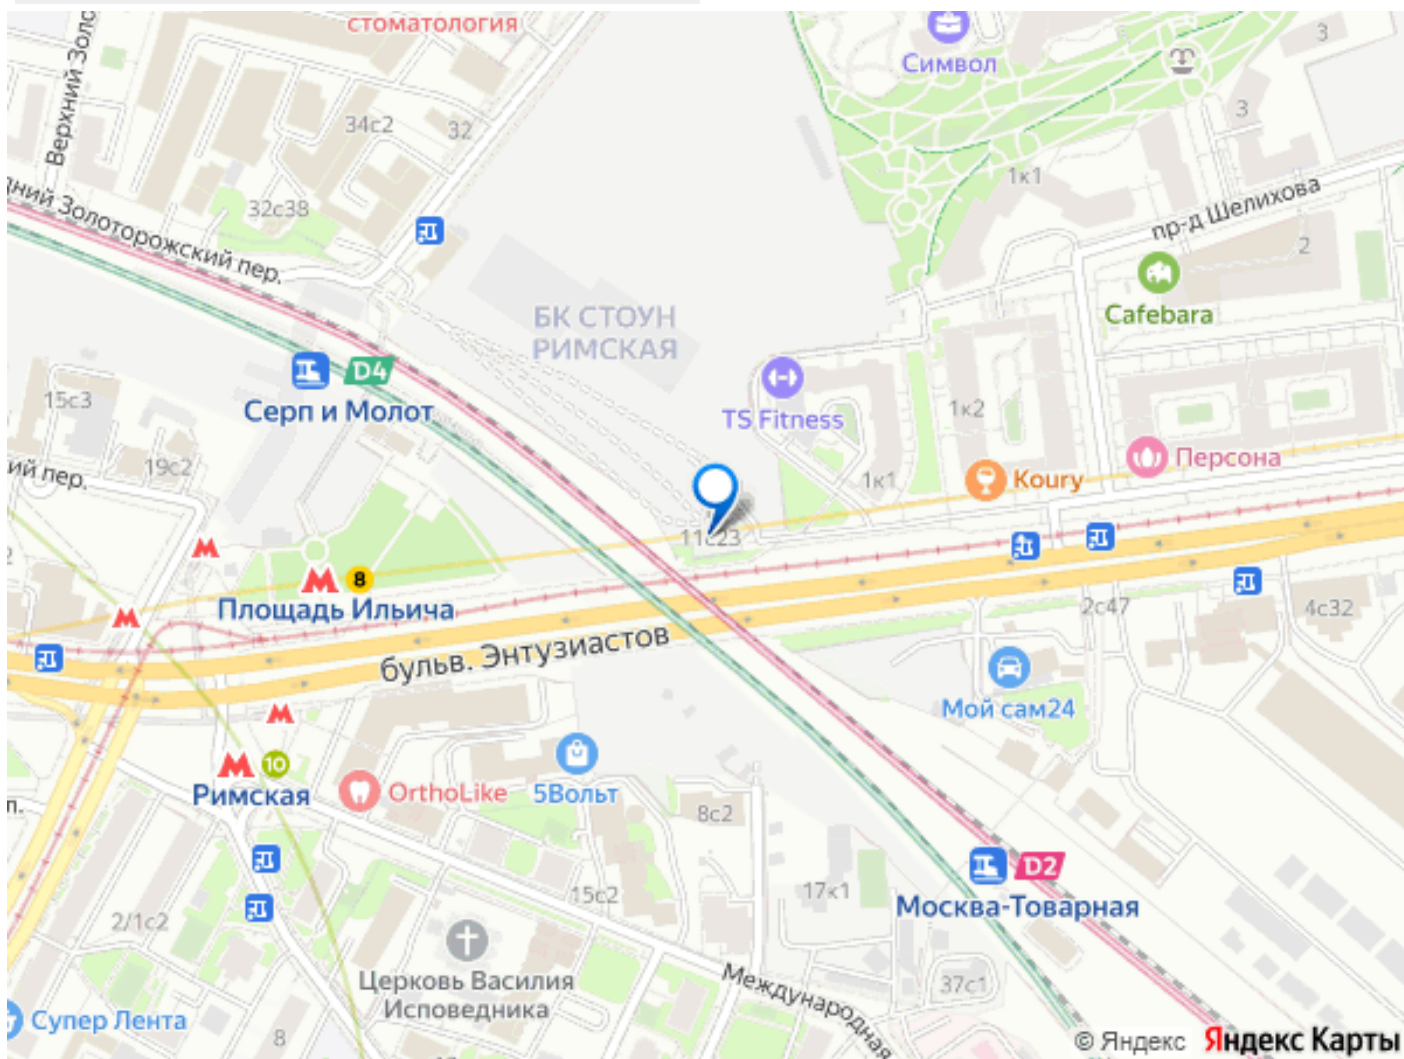 стоматология
Верхний Золо
Символ
3
34с2
32
3
1к1
пр-д Шелихова
2
32с38
дний Золоторожский пер.
БК СТОУН
РИМСКАЯ
Cafebara
D4
Серп и Молот
15с3
TS Fitness
1к2
19с2
ий пер.
1к1
Koury
Персона
11с23
8
Площадь Ильича
2с47
4с32
бульв. Энтузиастов
Мой сам24
10
Римская
OrthoLike
5Вольт
8с2
D2
Москва-Товарная
15с2
17к1
2/1с2
Церковь Василия
Исповедника
Международная
37с1
Супер Лента
8
© Яндекс Яндекс Карты